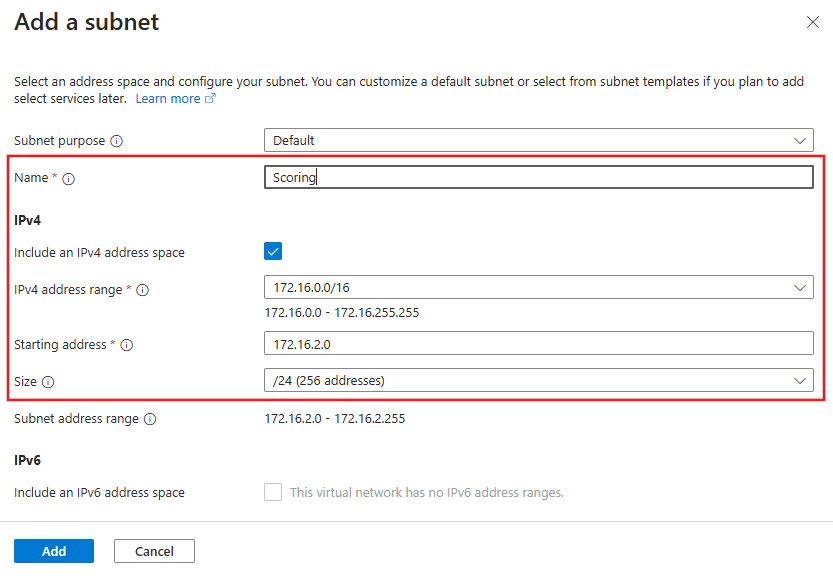 Add a subnet
Select an address space and configure your subnet. You can customize a default subnet or select from subnet templates if you plan to add
select services later. Learn more
Subnet purpose
Default
Name *
Scoring
IPv4
Include an IPv4 address space
IPv4 address range *
172.16.0.0/16
172.16.0.0 - 172.16.255.255
Starting address *
172.16.2.0
Size
/24 (256 addresses)
Subnet address range
172.16.2.0 - 172.16.2.255
IPv6
Include an IPv6 address space
This virtual network has no IPv6 address ranges.
Add
Cancel